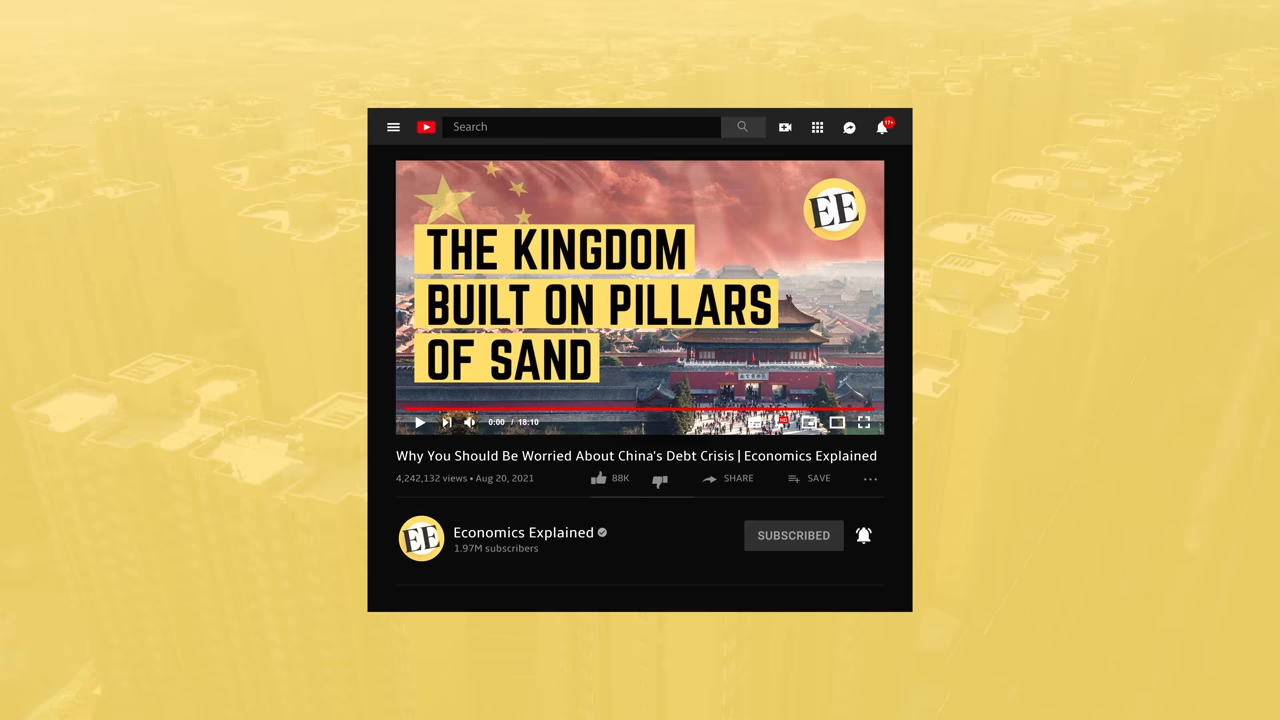 Search
17+
EE
THE KINGDOM
BUILT ON PILLARS
OF SAND
0:00 / 18:10
HD
Why You Should Be Worried About China's Debt Crisis | Economics Explained
4,242,132 views • Aug 20, 2021
88K
SHARE
SAVE
EE
Economics Explained
1.97M subscribers
SUBSCRIBED